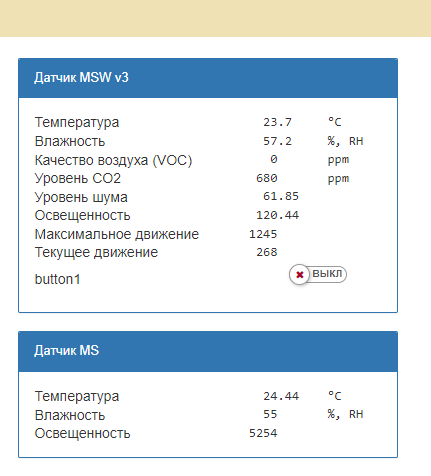 Датчик MSW v3
Температура 23.7 °C
Влажность 57.2 %, RH
Качество воздуха (VOC) 0 ppm
Уровень CO2 680 ppm
Уровень шума 61.85
Освещенность 120.44
Максимальное движение 1245
Текущее движение 268
button1 ВЫКЛ
Датчик MS
Температура 24.44 °C
Влажность 55 %, RH
Освещенность 5254